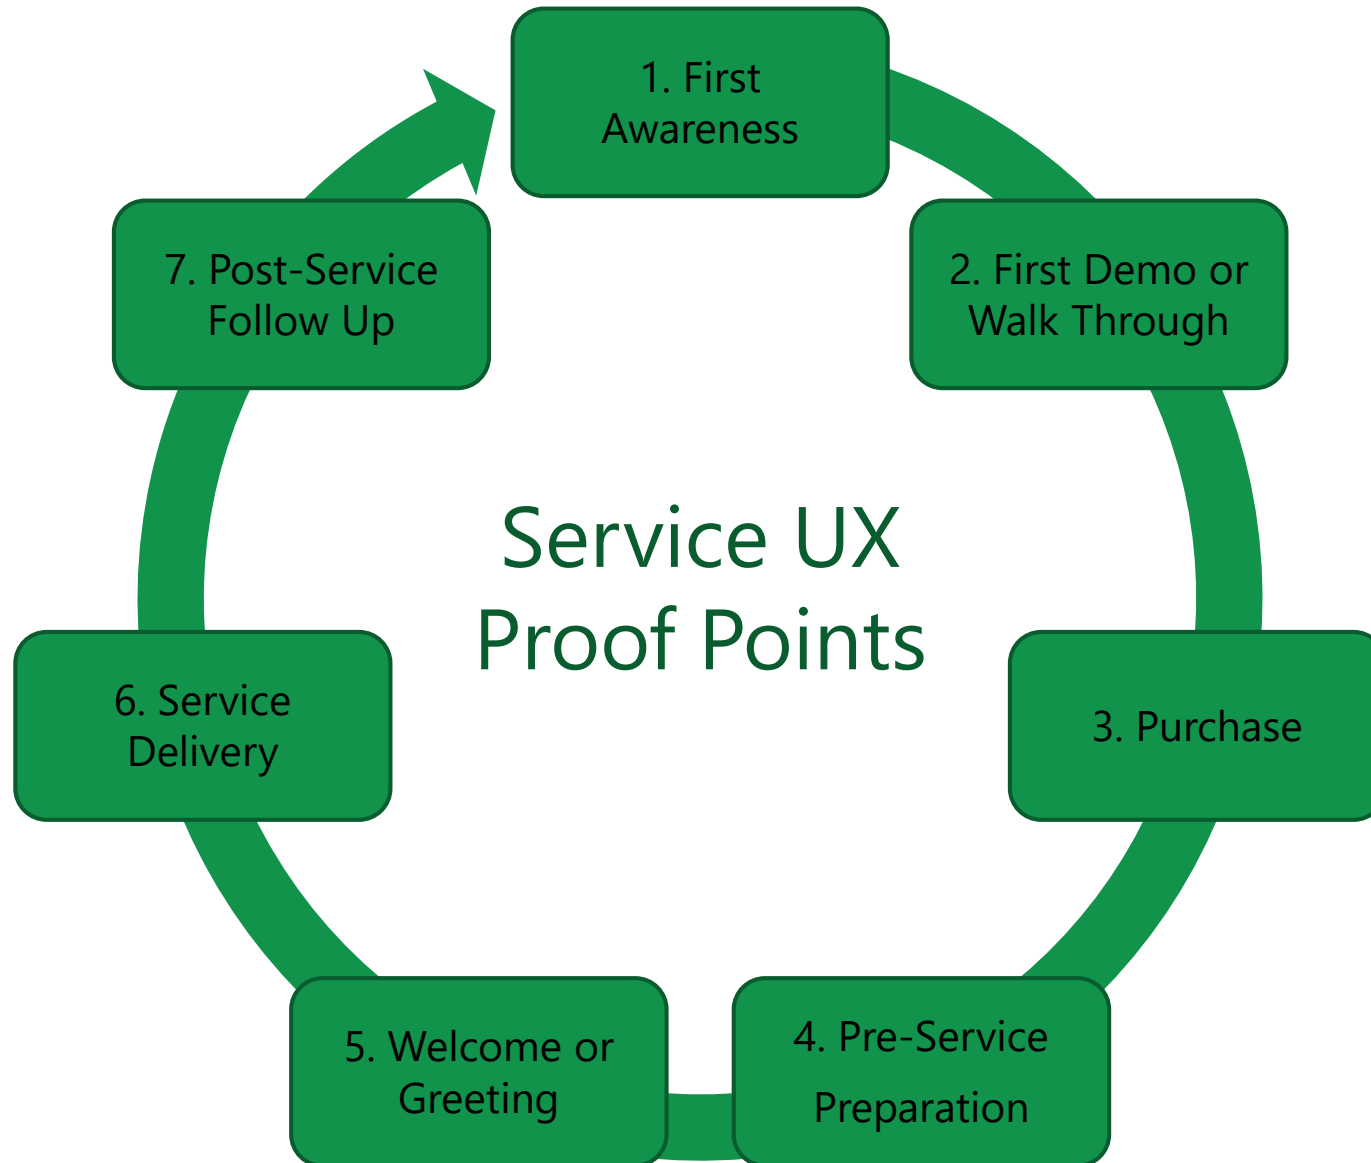 1. First
Awareness
2. First Demo or
Walk Through
3. Purchase
4. Pre-Service
Preparation
5. Welcome or
Greeting
6. Service
Delivery
7. Post-Service
Follow Up
Service UX
Proof Points